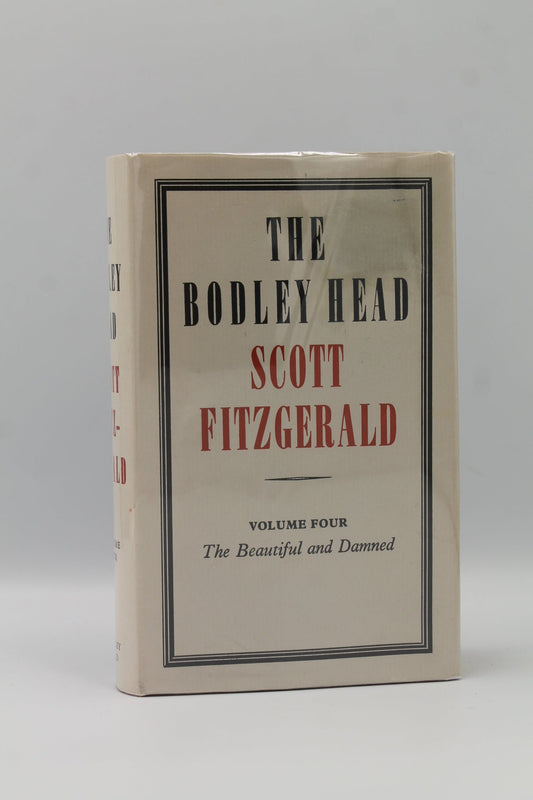 THE
BODLEY HEAD
SCOTT
FITZGERALD
VOLUME FOUR
The Beautiful and Damned